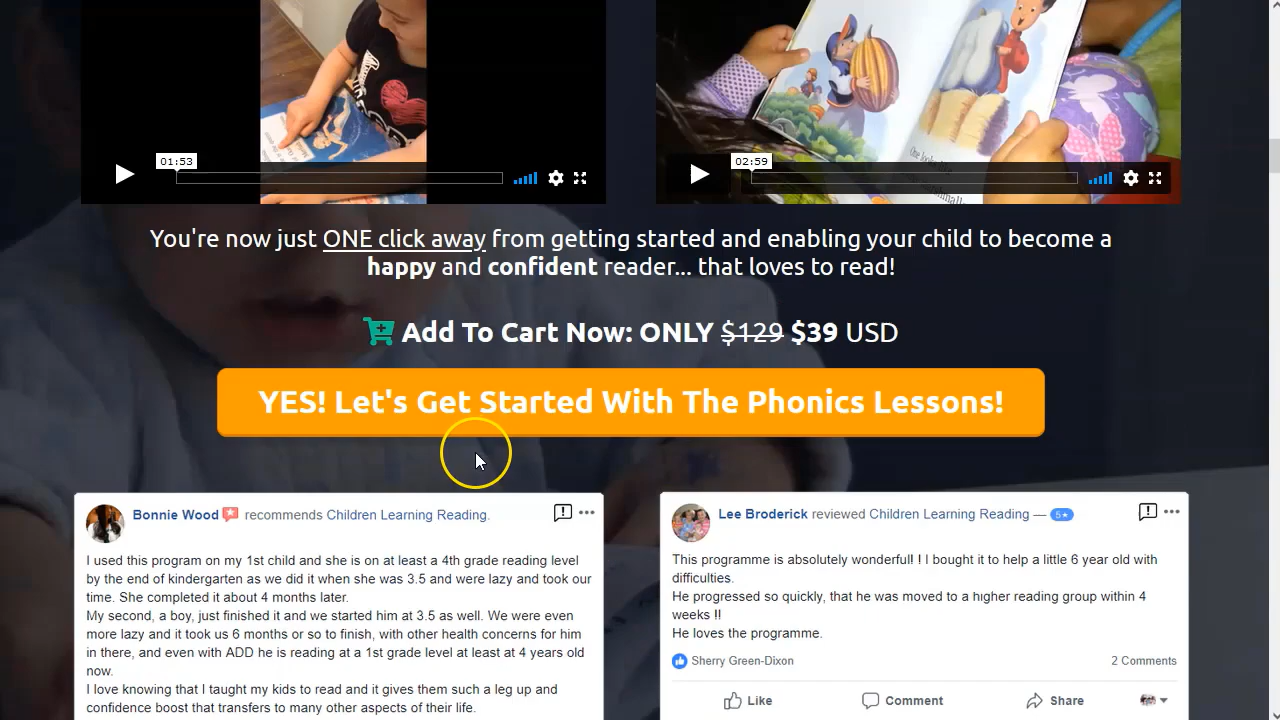 01:53
02:59
You're now just ONE click away from getting started and enabling your child to become a
happy and confident reader... that loves to read!
Add To Cart Now: ONLY $129 $39 USD
YES! Let's Get Started With The Phonics Lessons!
Bonnie Wood recommends Children Learning Reading.
I used this program on my 1st child and she is on at least a 4th grade reading level
by the end of kindergarten as we did it when she was 3.5 and were lazy and took our
time. She completed it about 4 months later.
My second, a boy, just finished it and we started him at 3.5 as well. We were even
more lazy and it took us 6 months or so to finish, with other health concerns for him
in there, and even with ADD he is reading at a 1st grade level at least at 4 years old
now.
I love knowing that I taught my kids to read and it gives them such a leg up and
confidence boost that transfers to many other aspects of their life.
Lee Broderick reviewed Children Learning Reading — 5★
This programme is absolutely wonderful! ! I bought it to help a little 6 year old with
difficulties.
He progressed so quickly, that he was moved to a higher reading group within 4
weeks !!
He loves the programme.
Sherry Green-Dixon
2 Comments
Like
Comment
Share